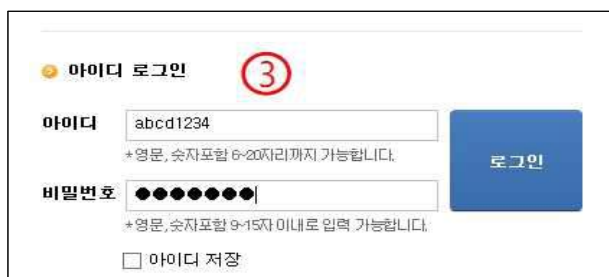 아이디 로그인 ③
아이디 abcd1234
*영문, 숫자포함 6~20자리까지 가능합니다.
로그인
비밀번호 ●●●●●●●
*영문,숫자포함 9~15자 이내로 입력 가능합니다.
아이디 저장